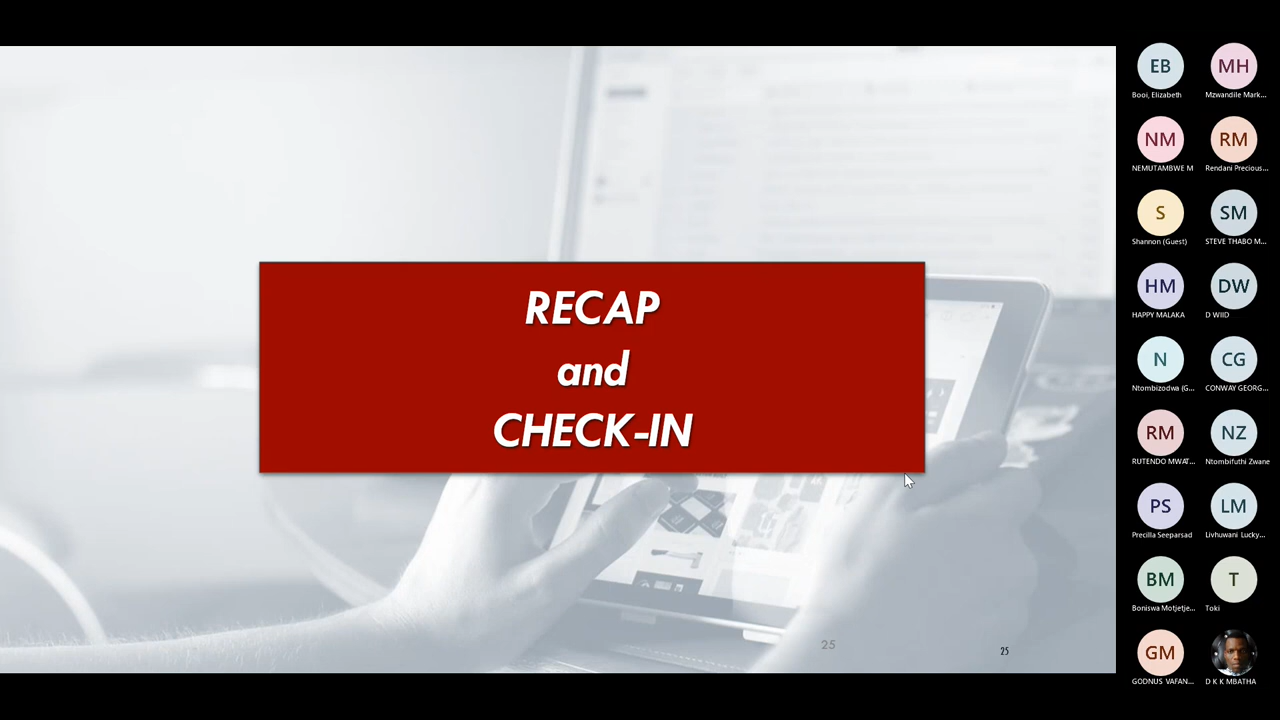 RECAP
and
CHECK-IN
25
25
EB
MH
Booi, Elizabeth
Mzwandile Mark...
NM
RM
NEMUTAMBWE M
Rendani Precious...
S
SM
Shannon (Guest)
STEVE THABO M...
HM
DW
HAPPY MALAKA
D WIID
N
CG
Ntombizodwa (G...
CONWAY GEORG...
RM
NZ
RUTENDO MWAT...
Ntombifuthi Zwane
PS
LM
Precilla Seeparsad
Livhuwani Lucky...
BM
T
Boniswa Motjetje...
Toki
GM
GODNUS VAFAN...
D K K MBATHA